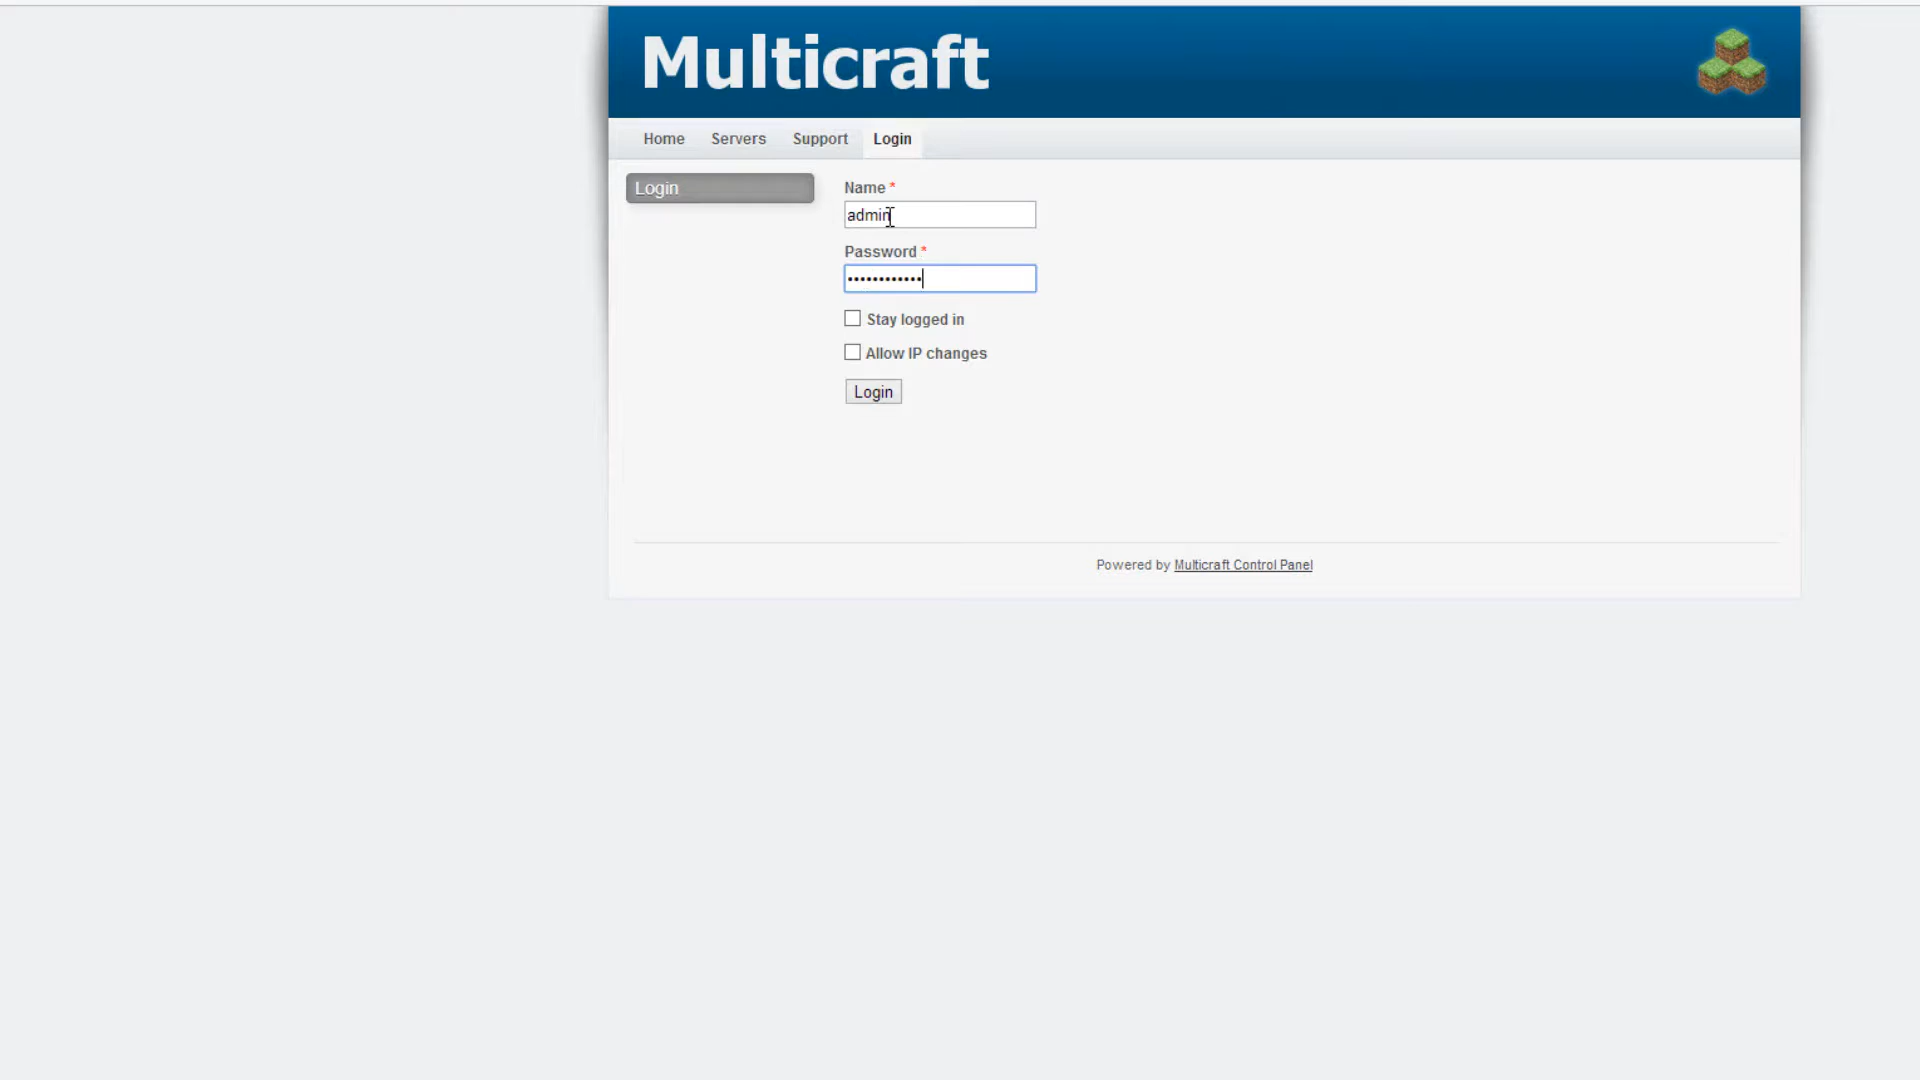 Multicraft
Home Servers Support Login
Login
Name *
admin
Password *
••••••••••••
Stay logged in
Allow IP changes
Login
Powered by Multicraft Control Panel